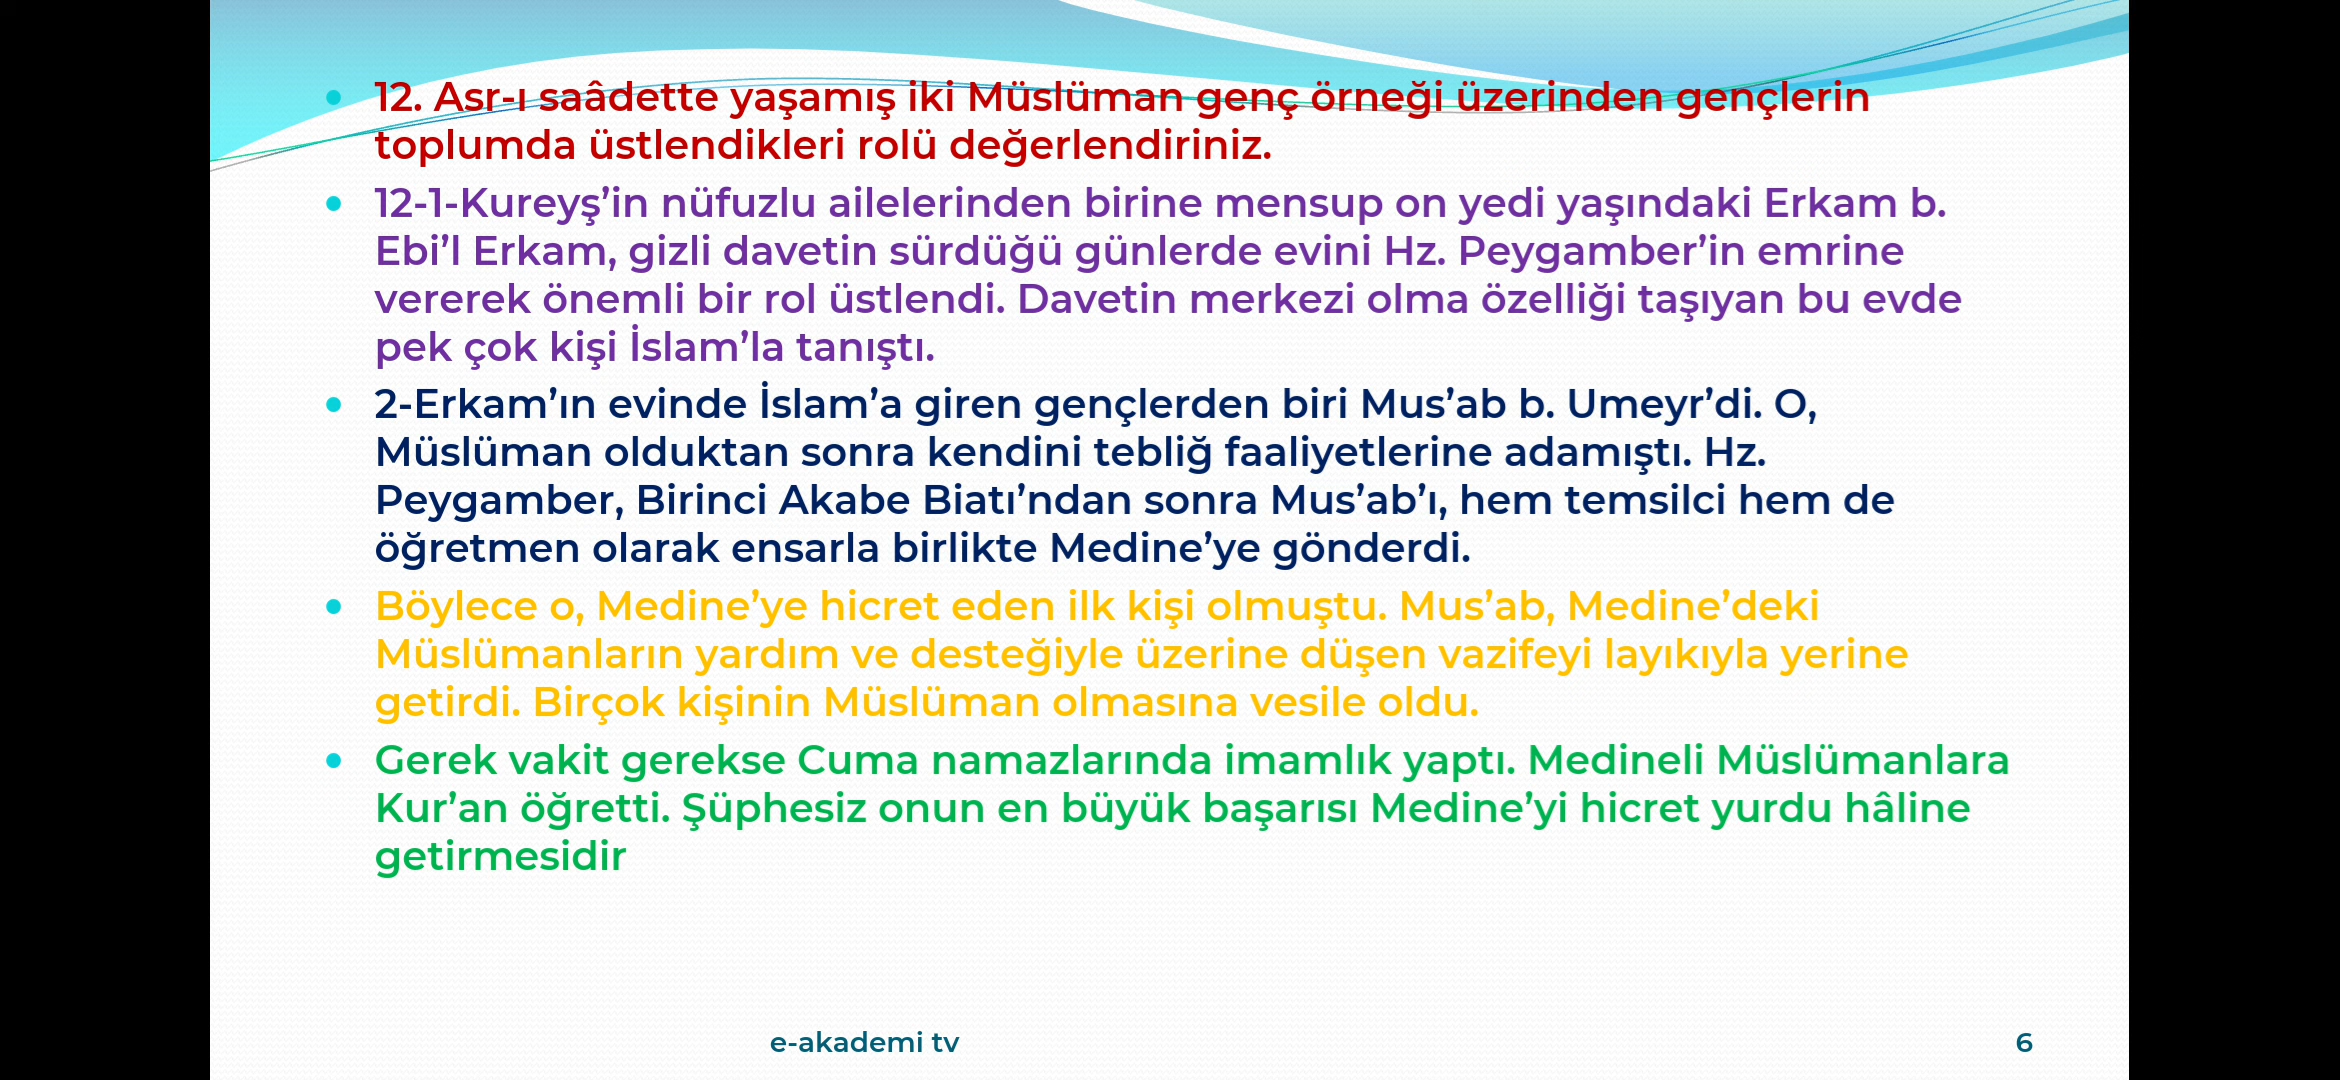 • 12. Asr-ı saâdette yaşamış iki Müslüman genç örneği üzerinden gençlerin
toplumda üstlendikleri rolü değerlendiriniz.
• 12-1-Kureyş’in nüfuzlu ailelerinden birine mensup on yedi yaşındaki Erkam b.
Ebi’l Erkam, gizli davetin sürdüğü günlerde evini Hz. Peygamber’in emrine
vererek önemli bir rol üstlendi. Davetin merkezi olma özelliği taşıyan bu evde
pek çok kişi İslam’la tanıştı.
• 2-Erkam’ın evinde İslam’a giren gençlerden biri Mus’ab b. Umeyr’di. O,
Müslüman olduktan sonra kendini tebliğ faaliyetlerine adamıştı. Hz.
Peygamber, Birinci Akabe Biatı’ndan sonra Mus’ab’ı, hem temsilci hem de
öğretmen olarak ensarla birlikte Medine’ye gönderdi.
• Böylece o, Medine’ye hicret eden ilk kişi olmuştu. Mus’ab, Medine’deki
Müslümanların yardım ve desteğiyle üzerine düşen vazifeyi layıkıyla yerine
getirdi. Birçok kişinin Müslüman olmasına vesile oldu.
• Gerek vakit gerekse Cuma namazlarında imamlık yaptı. Medineli Müslümanlara
Kur’an öğretti. Şüphesiz onun en büyük başarısı Medine’yi hicret yurdu hâline
getirmesidir
e-akademi tv
6